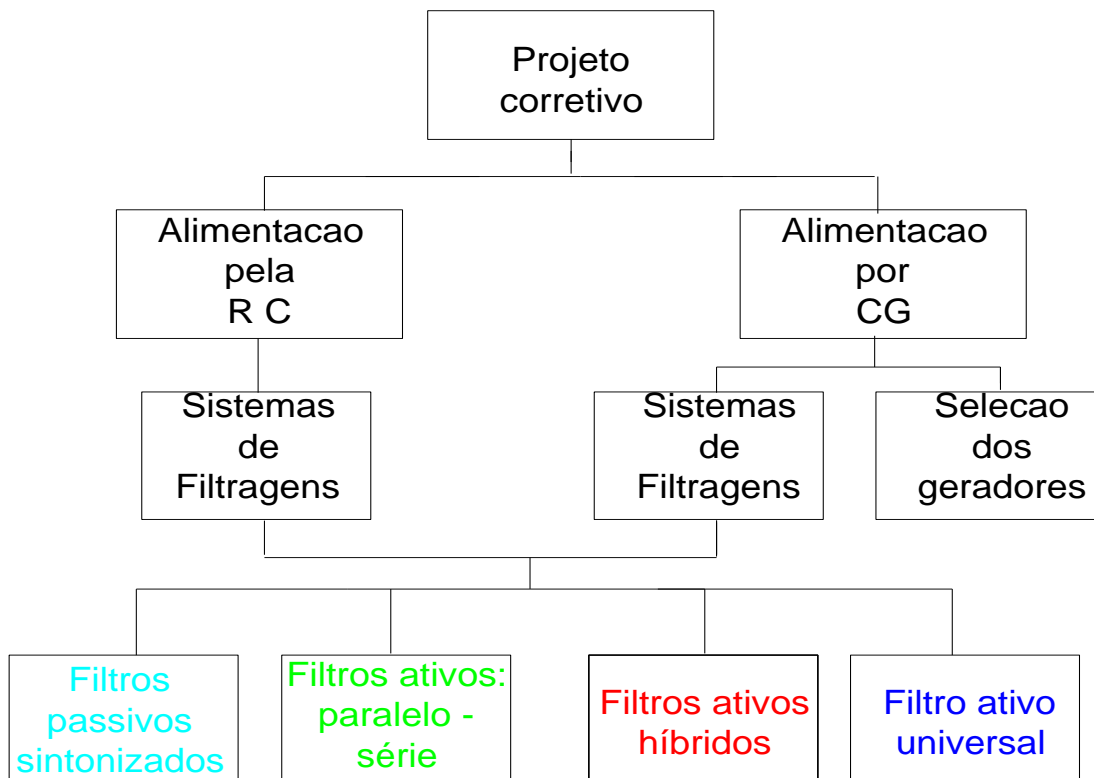 Projeto
corretivo
Alimentacao
pela
R C
Alimentacao
por
CG
Sistemas
de
Filtragens
Sistemas
de
Filtragens
Selecao
dos
geradores
Filtros
passivos
sintonizados
Filtros ativos:
paralelo -
série
Filtros ativos
híbridos
Filtro ativo
universal